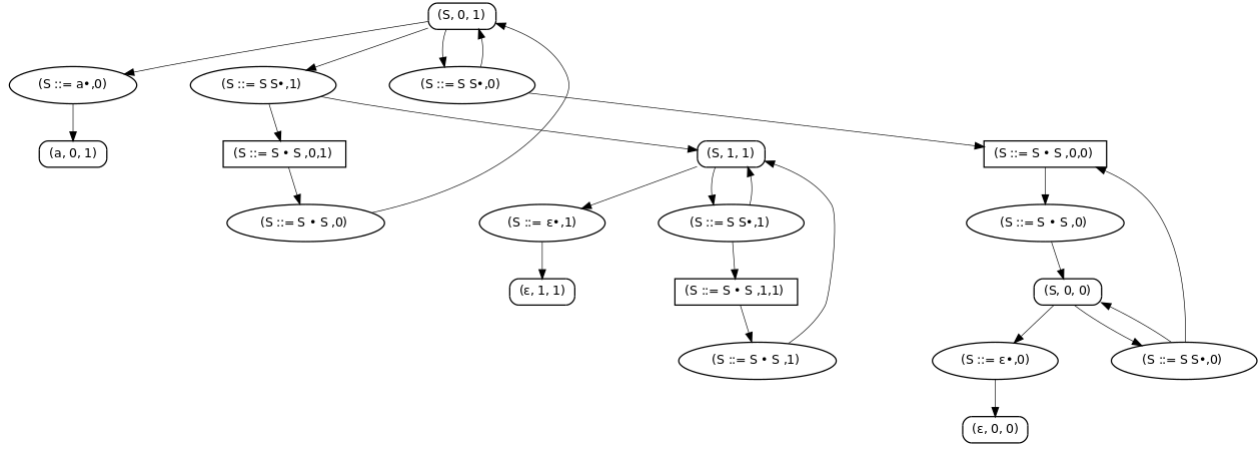 (S, 0, 1)
(S ::= a•,0)
(S ::= S S•,1)
(S ::= S S•,0)
(a, 0, 1)
(S ::= S • S ,0,1)
(S, 1, 1)
(S ::= S • S ,0,0)
(S ::= S • S ,0)
(S ::= ε•,1)
(S ::= S S•,1)
(S ::= S • S ,0)
(ε, 1, 1)
(S ::= S • S ,1,1)
(S, 0, 0)
(S ::= S • S ,1)
(S ::= ε•,0)
(S ::= S S•,0)
(ε, 0, 0)